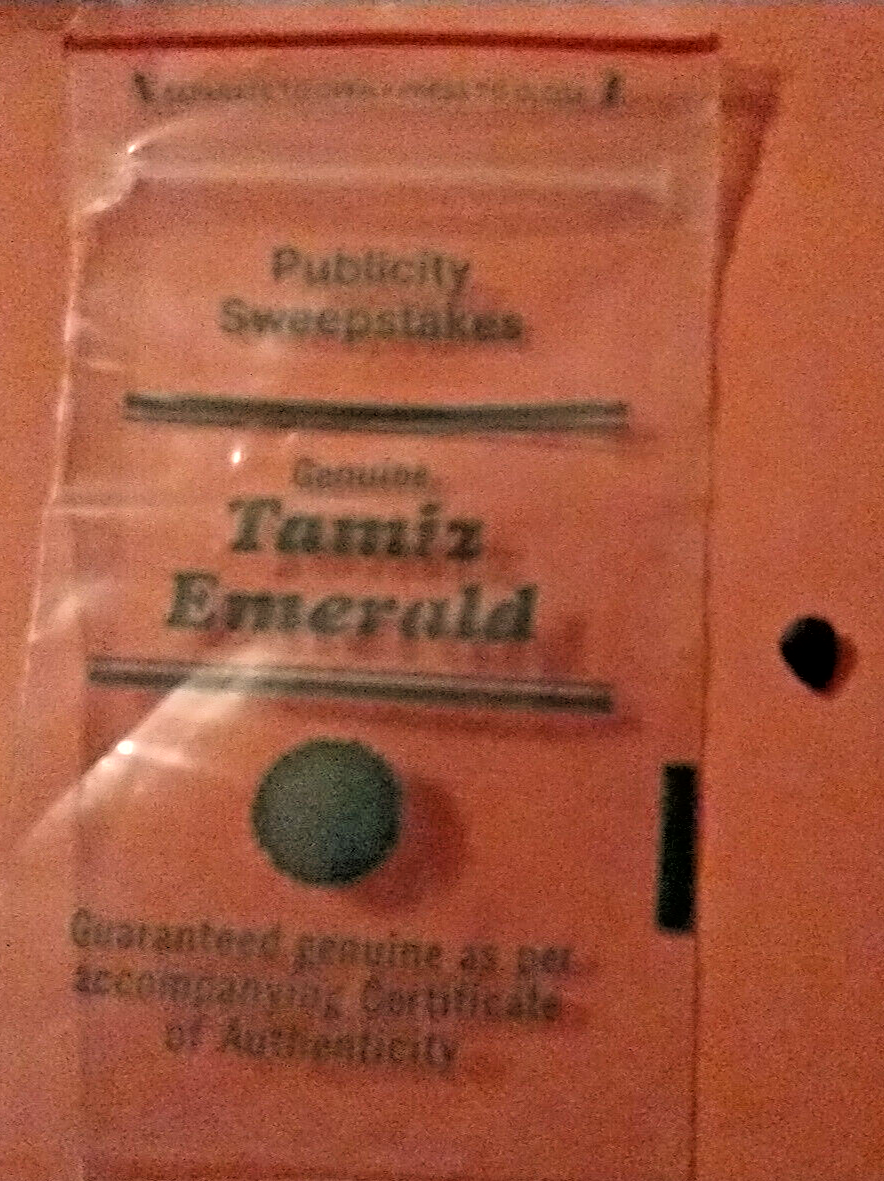 Publicity
Sweepstakes
Genuine
Tamiz
Emerald
Guaranteed genuine as per
accompanying Certificate
of Authenticity